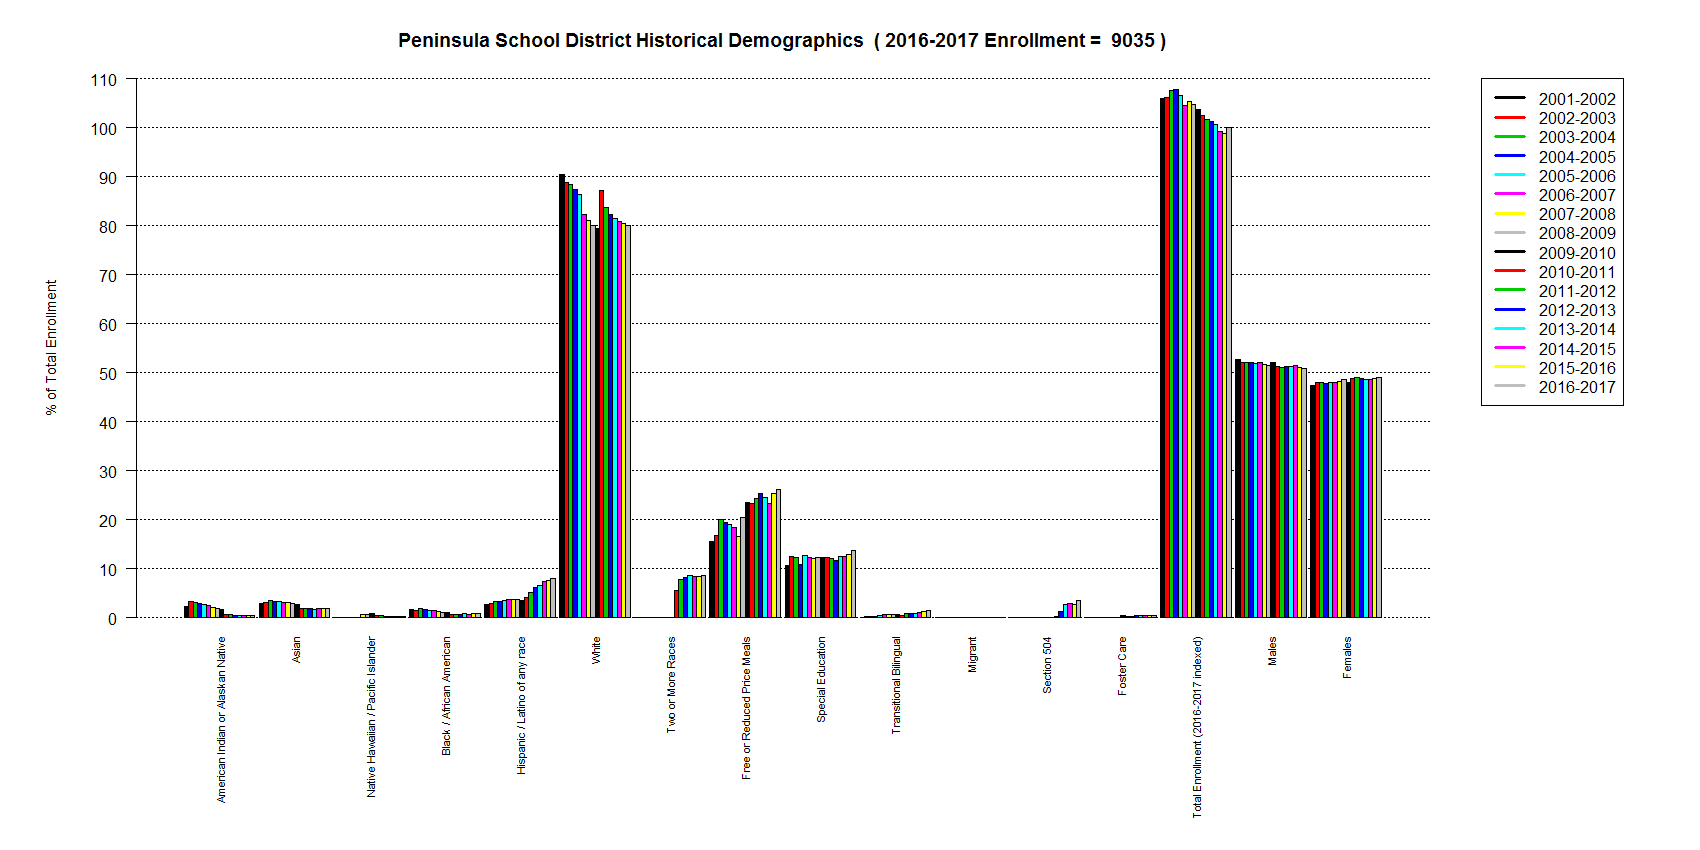 Peninsula School District Historical Demographics ( 2016-2017 Enrollment = 9035 )
% of Total Enrollment
110
100
90
80
70
60
50
40
30
20
10
0
American Indian or Alaskan Native
Asian
Native Hawaiian / Pacific Islander
Black / African American
Hispanic / Latino of any race
White
Two or More Races
Free or Reduced Price Meals
Special Education
Transitional Bilingual
Migrant
Section 504
Foster Care
Total Enrollment (2016-2017 indexed)
Males
Females
2001-2002
2002-2003
2003-2004
2004-2005
2005-2006
2006-2007
2007-2008
2008-2009
2009-2010
2010-2011
2011-2012
2012-2013
2013-2014
2014-2015
2015-2016
2016-2017